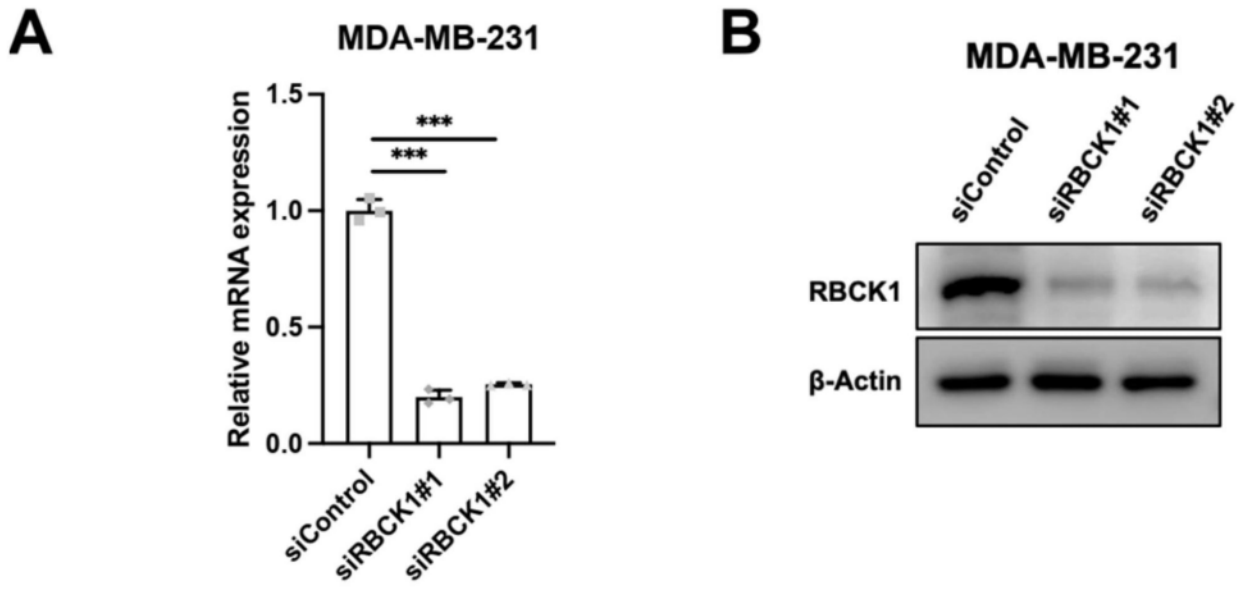 A
MDA-MB-231
Relative mRNA expression
1.5
1.0
0.5
0.0
***
***
siControl
siRBCK1#1
siRBCK1#2
B
MDA-MB-231
siControl
siRBCK1#1
siRBCK1#2
RBCK1
β-Actin